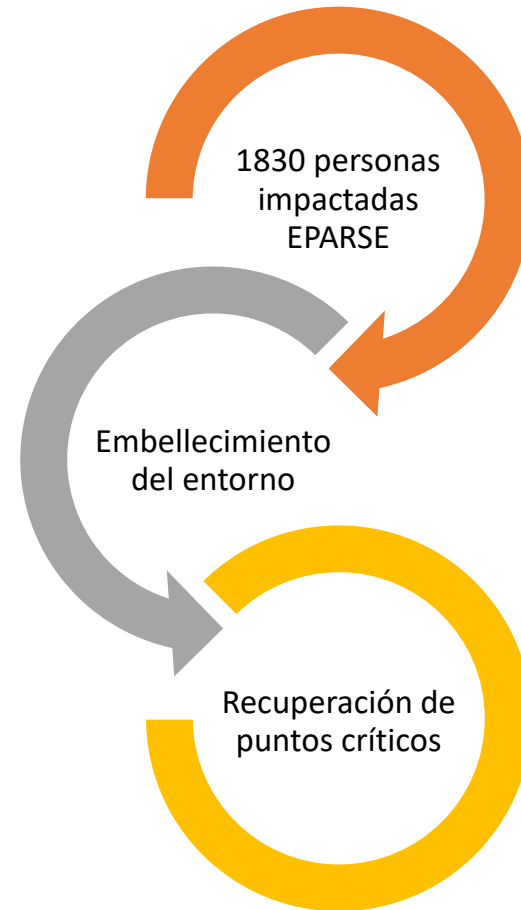 1830 personas
impactadas
EPARSE
Embellecimiento
del entorno
Recuperación de
puntos críticos